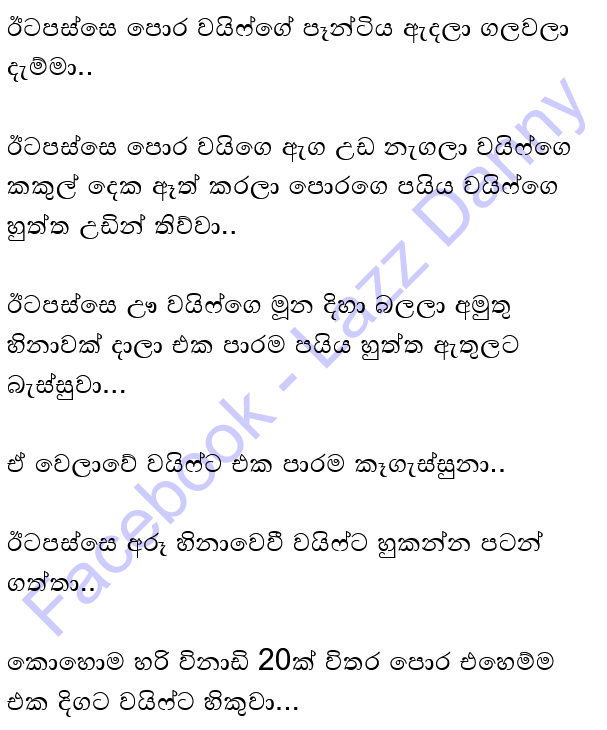 ඊටපස්සෙ පොර වයිෆ්ගේ පෑන්ටිය ඇදලා ගලවලා
දැම්මා..
ඊටපස්සෙ පොර වයිගෙ ඇග උඩ නැගලා වයිෆ්ගෙ
කකුල් දෙක ඈත් කරලා පොරගෙ පයිය වයිෆ්ගෙ
හුත්ත උඩින් තිව්වා..
ඊටපස්සෙ ඌ වයිෆ්ගෙ මූන දිහා බලලා අමුතු
හිනාවක් දාලා එක පාරම පයිය හුත්ත ඇතුලට
බැස්සුවා...
ඒ වෙලාවේ වයිෆ්ට එක පාරම කෑගැස්සුනා..
ඊටපස්සෙ අරූ හිනාවෙවී වයිෆ්ට හුකන්න පටන්
ගත්තා..
කොහොම හරි විනාඩි 20ක් විතර පොර එහෙම්ම
එක දිගට වයිෆ්ට හිකුවා...
Facebook - Lazz Danny